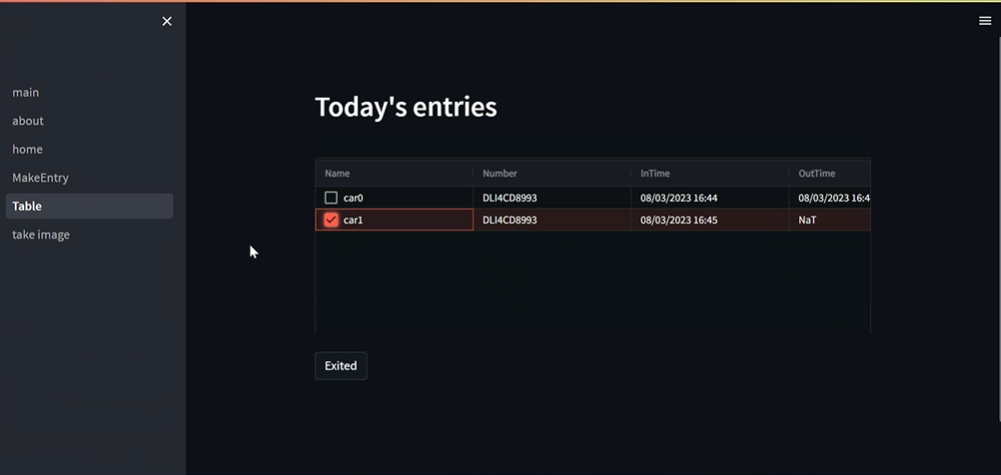 main
about
home
MakeEntry
Table
take image
Today's entries
Name Number InTime OutTime
car0 DLI4CD8993 08/03/2023 16:44 08/03/2023 16:4
car1 DLI4CD8993 08/03/2023 16:45 NaT
Exited